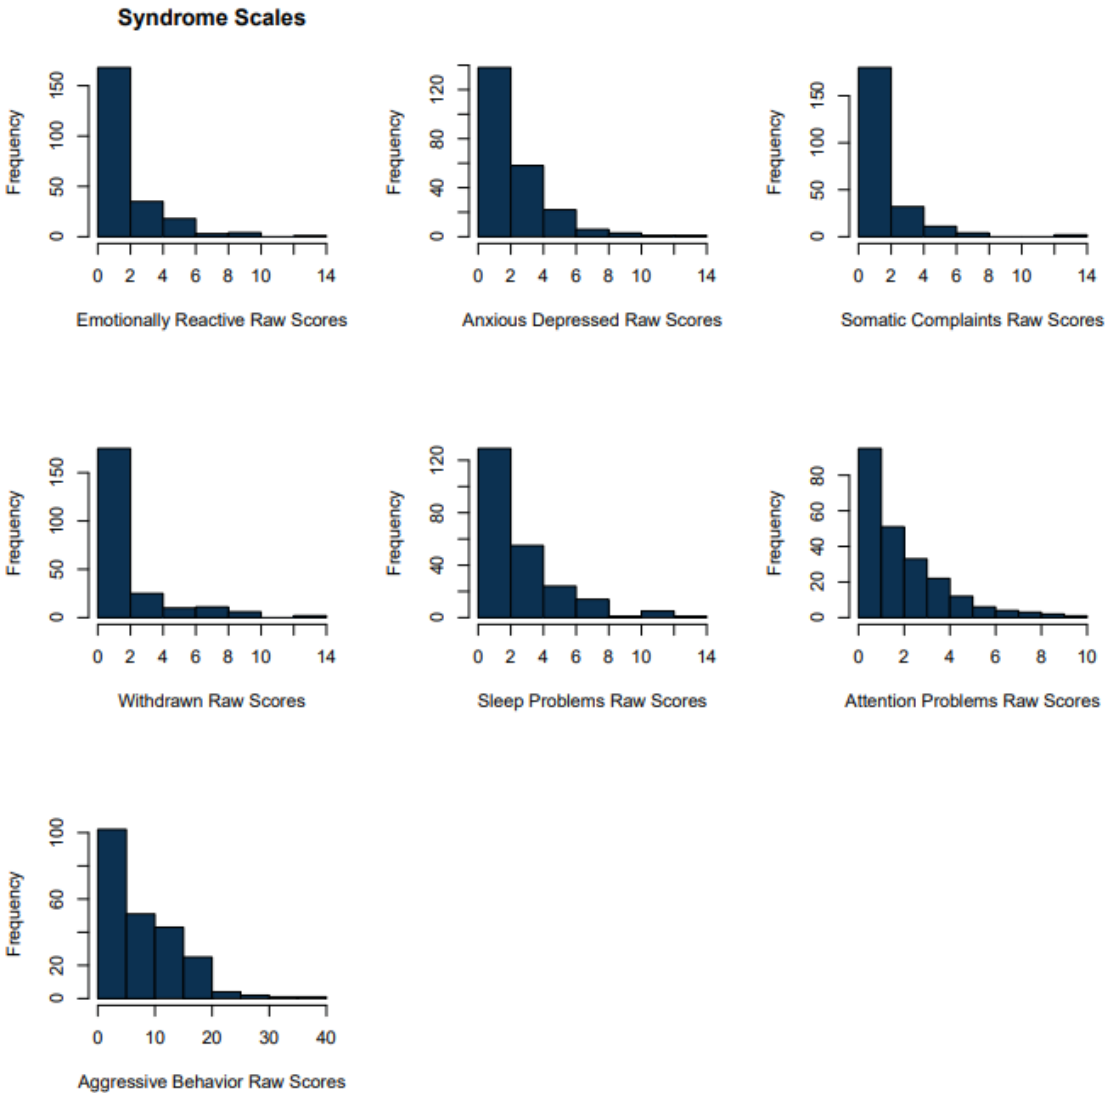 Syndrome Scales
Frequency
0 50 100 150
0 2 4 6 8 10 14
Emotionally Reactive Raw Scores
Frequency
0 40 80 120
0 2 4 6 8 10 14
Anxious Depressed Raw Scores
Frequency
0 50 100 150
0 2 4 6 8 10 14
Somatic Complaints Raw Scores
Frequency
0 50 100 150
0 2 4 6 8 10 14
Withdrawn Raw Scores
Frequency
0 40 80 120
0 2 4 6 8 10 14
Sleep Problems Raw Scores
Frequency
0 20 40 60 80
0 2 4 6 8 10
Attention Problems Raw Scores
Frequency
0 20 60 100
0 10 20 30 40
Aggressive Behavior Raw Scores